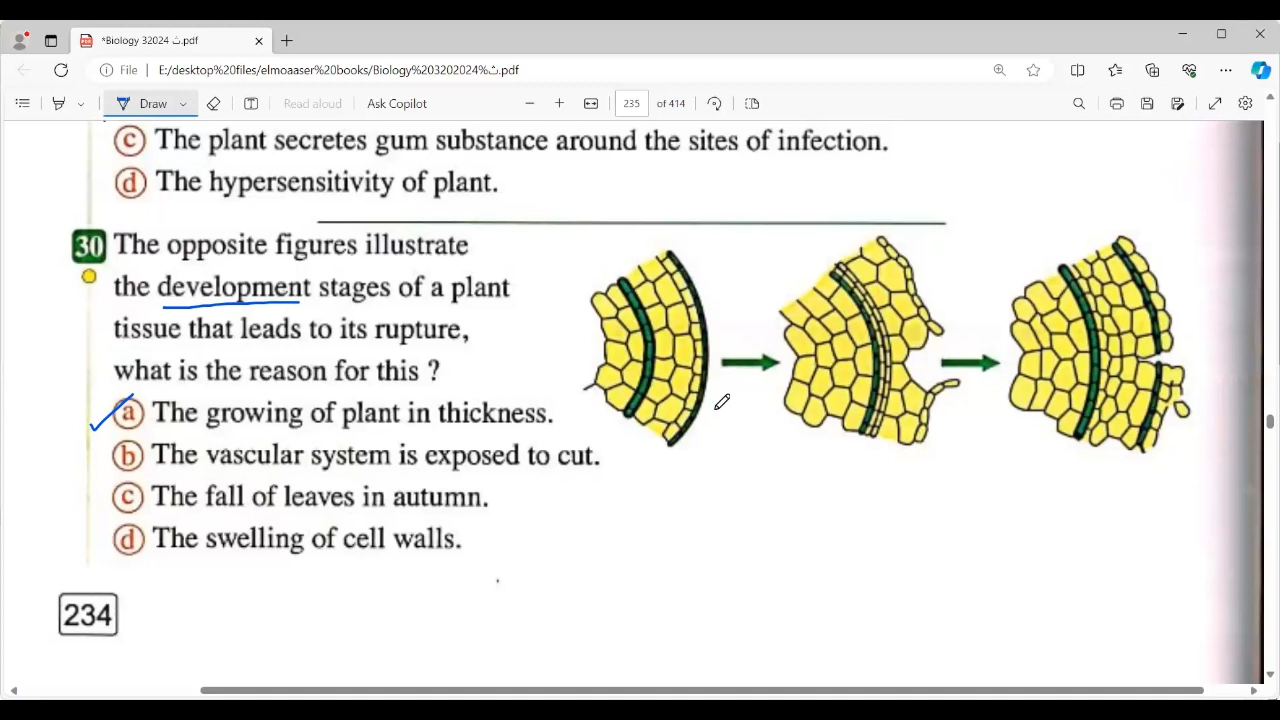 *Biology 32024 ث.pdf
File E:/desktop%20files/elmoaaser%20books/Biology%203202024%ث.pdf
Draw Read aloud Ask Copilot 235 of 414
c The plant secretes gum substance around the sites of infection.
d The hypersensitivity of plant.
30 The opposite figures illustrate
the development stages of a plant
tissue that leads to its rupture,
what is the reason for this ?
a The growing of plant in thickness.
b The vascular system is exposed to cut.
c The fall of leaves in autumn.
d The swelling of cell walls.
234